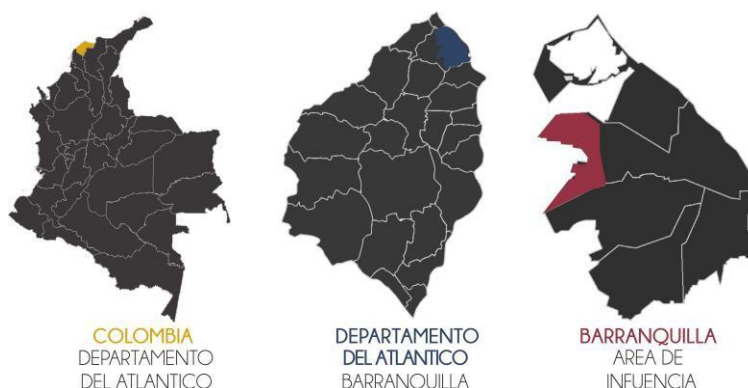 COLOMBIA
DEPARTAMENTO
DEL ATLANTICO
DEPARTAMENTO
DEL ATLANTICO
BARRANQUILLA
BARRANQUILLA
AREA DE
INFUENCIA